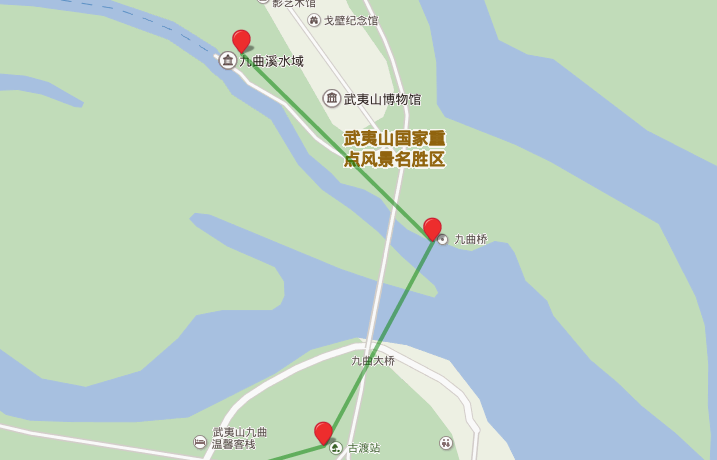 影艺术馆
戈壁纪念馆
九曲溪水域
武夷山博物馆
武夷山国家重
点风景名胜区
九曲桥
九曲大桥
武夷山九曲
温馨客栈
古渡站